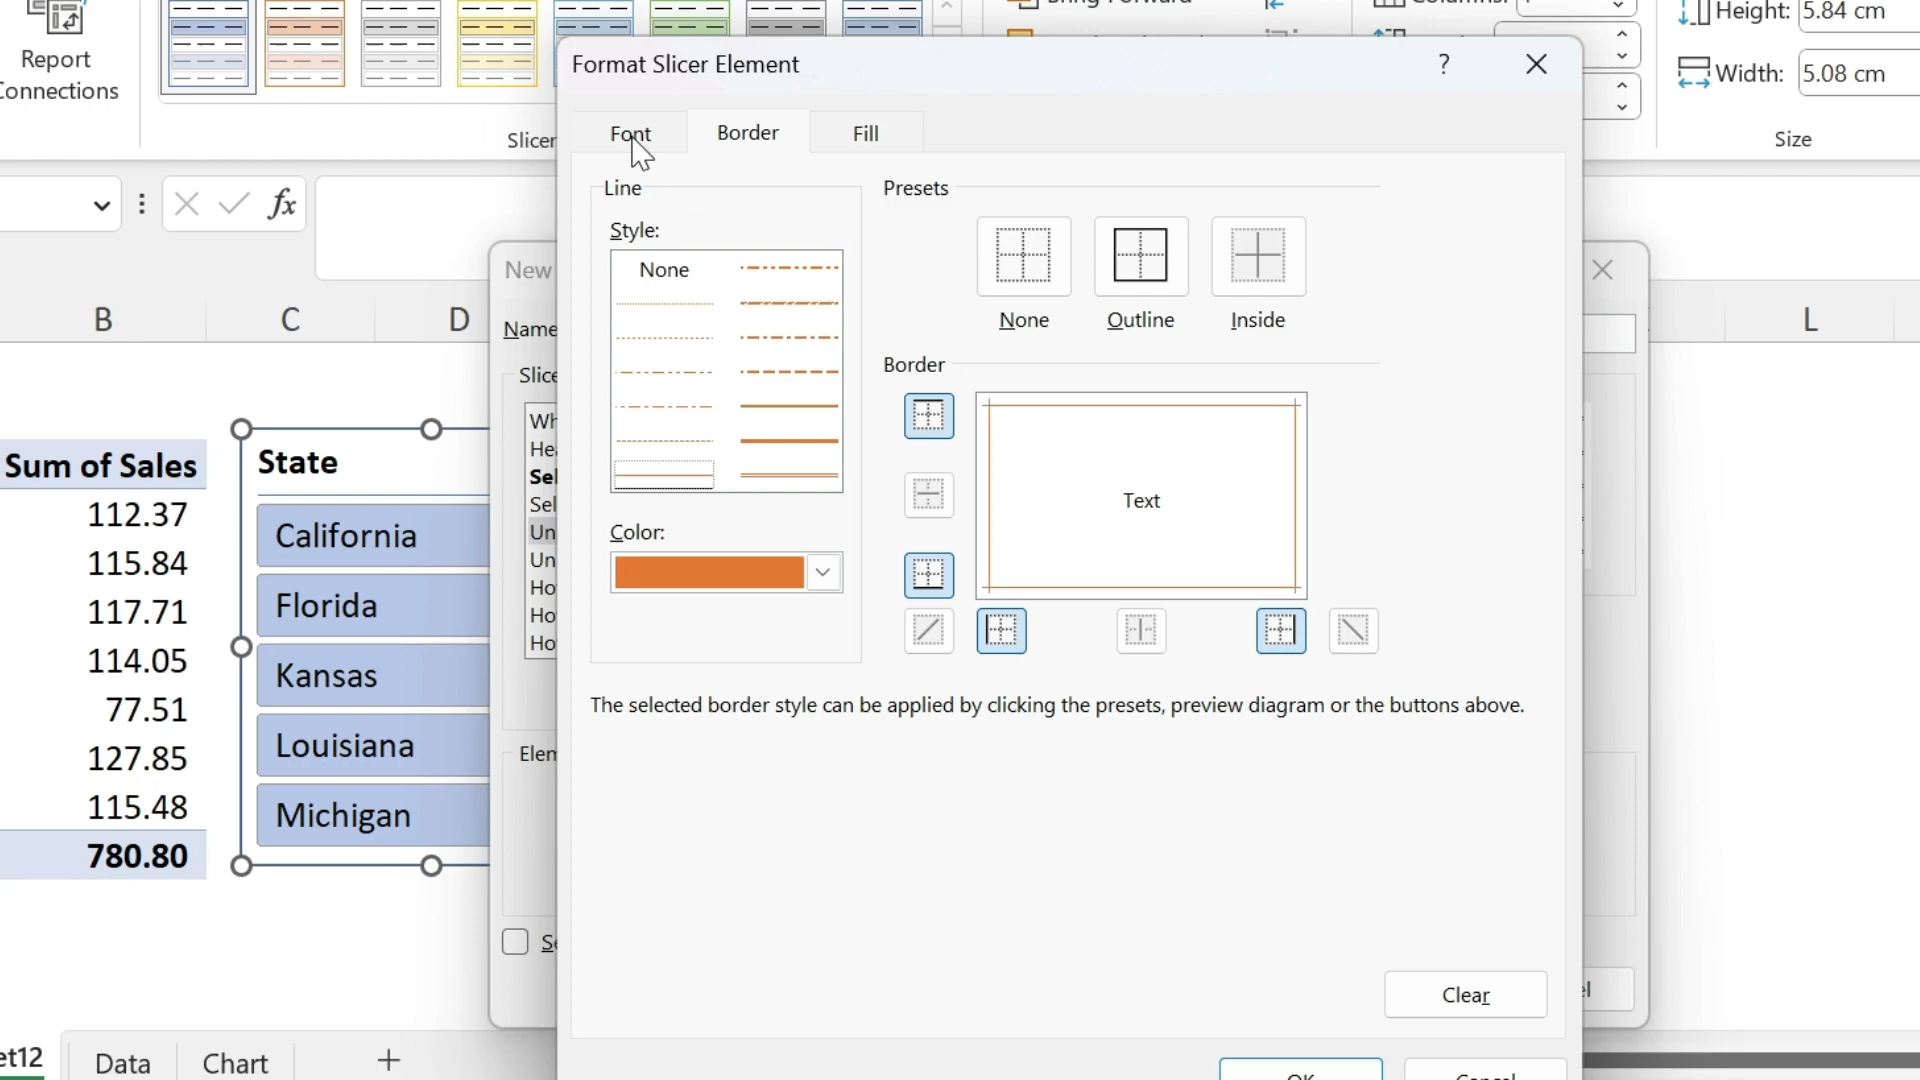 Report
Connections
Slicer
Height: 5.84 cm
Width: 5.08 cm
Size
fx
B C D L
Format Slicer Element ?
Font Border Fill
Line
Style:
None
Color:
Presets
None Outline Inside
Border
Text
The selected border style can be applied by clicking the presets, preview diagram or the buttons above.
Clear
New
Name
Elem
Sum of Sales
112.37
115.84
117.71
114.05
77.51
127.85
115.48
780.80
State
California
Florida
Kansas
Louisiana
Michigan
et12 Data Chart +